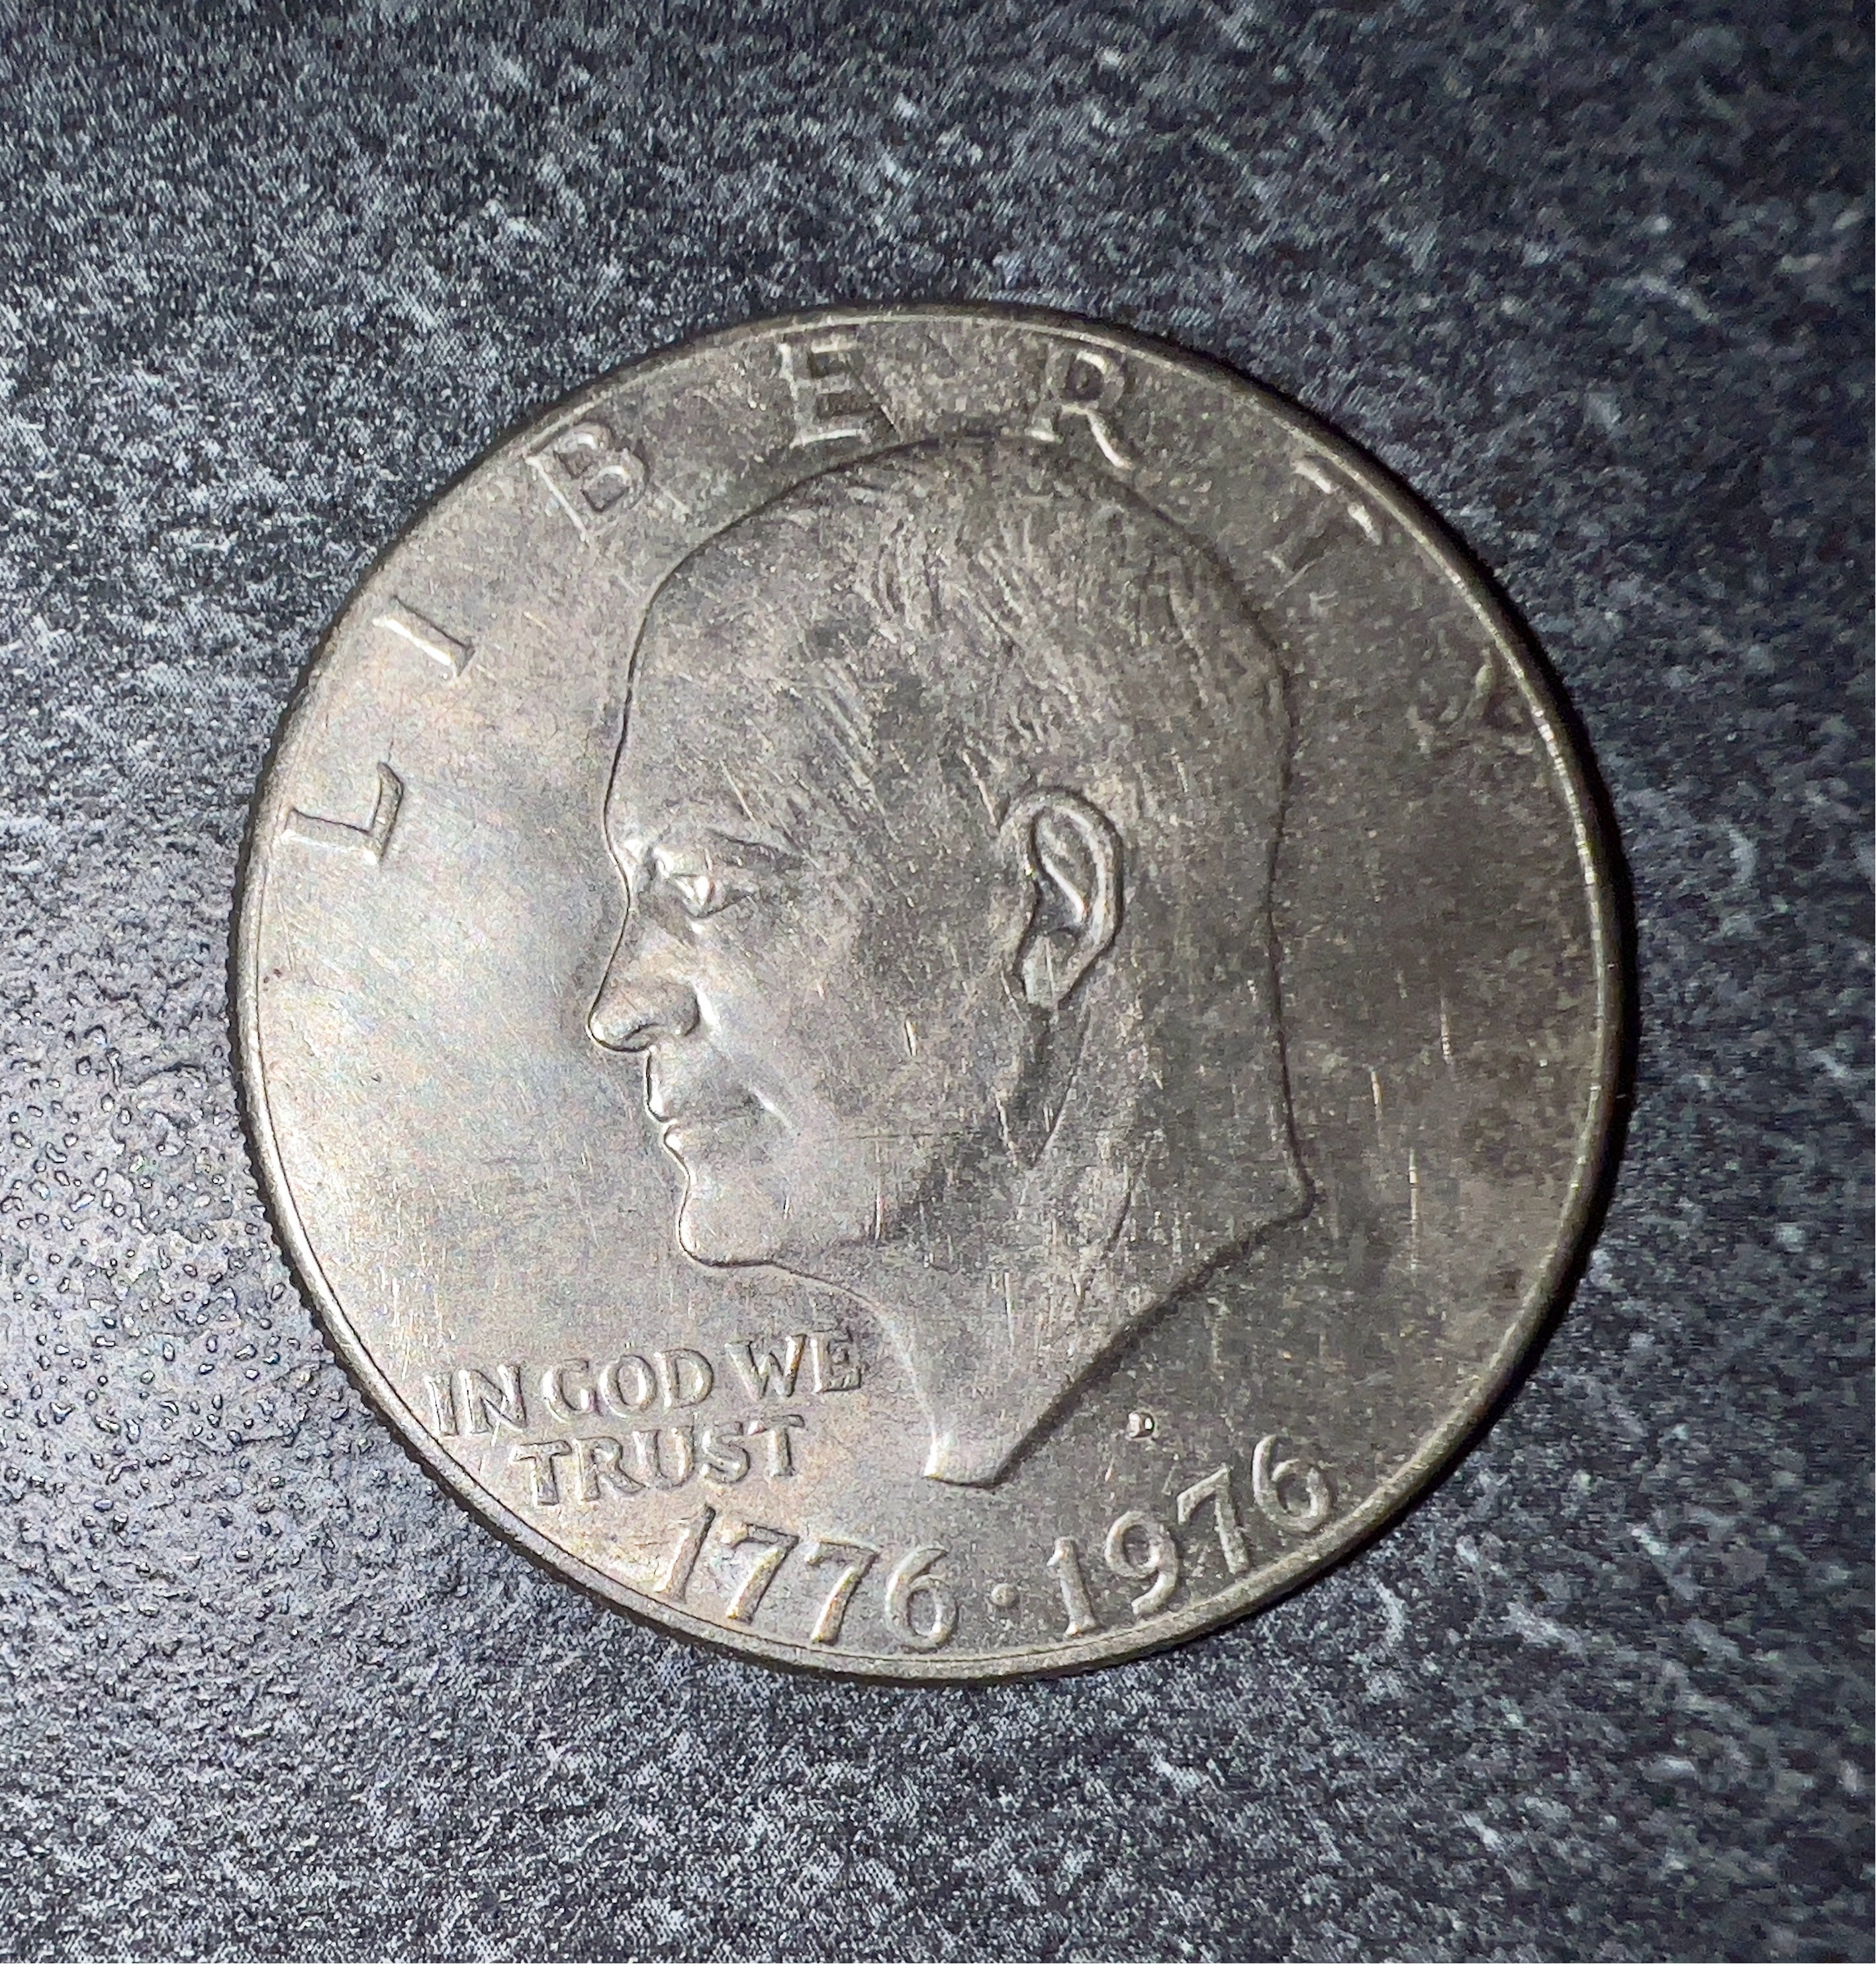 LIBERTY
IN GOD WE
TRUST
D
1776 · 1976